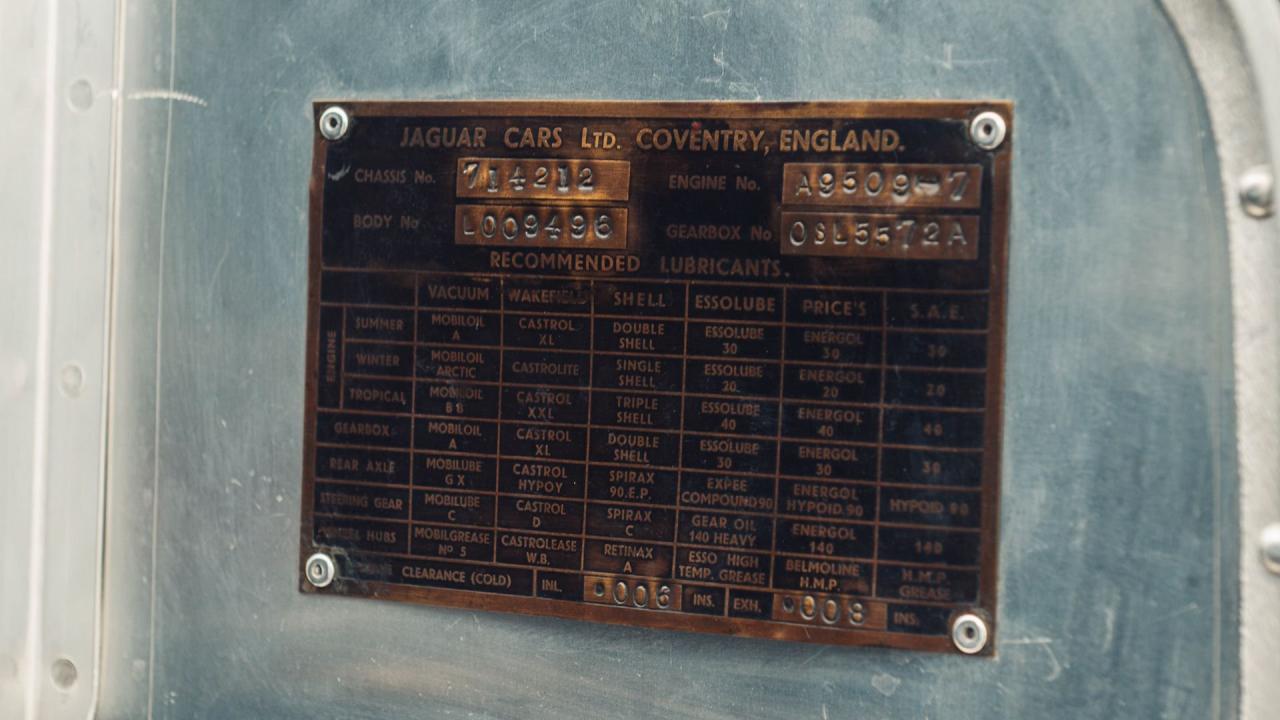 JAGUAR CARS LTD. COVENTRY, ENGLAND.
CHASSIS No. 714212 ENGINE No. A9509-7
BODY No L009496 GEARBOX No OSL5572A
RECOMMENDED LUBRICANTS.
VACUUM WAKEFIELD SHELL ESSOLUBE PRICE'S S.A.E.
ENGINE
SUMMER MOBILOIL A CASTROL XL DOUBLE SHELL ESSOLUBE 30 ENERGOL 30 30
WINTER MOBILOIL ARCTIC CASTROLITE SINGLE SHELL ESSOLUBE 20 ENERGOL 20 20
TROPICAL MOBILOIL BB CASTROL XXL TRIPLE SHELL ESSOLUBE 40 ENERGOL 40 40
GEARBOX MOBILOIL A CASTROL XL DOUBLE SHELL ESSOLUBE 30 ENERGOL 30 30
REAR AXLE MOBILUBE GX CASTROL HYPOY SPIRAX 90.E.P. EXPEE COMPOUND90 ENERGOL HYPOID.90 HYPOID 90
STEERING GEAR MOBILUBE C CASTROL D SPIRAX C GEAR OIL 140 HEAVY ENERGOL 140 140
WHEEL HUBS MOBILGREASE Nº 5 CASTROLEASE W.B. RETINAX A ESSO HIGH TEMP. GREASE BELMOLINE H.M.P. H.M.P. GREASE
CLEARANCE (COLD) INL. .006 INS. EXH. .008 INS.